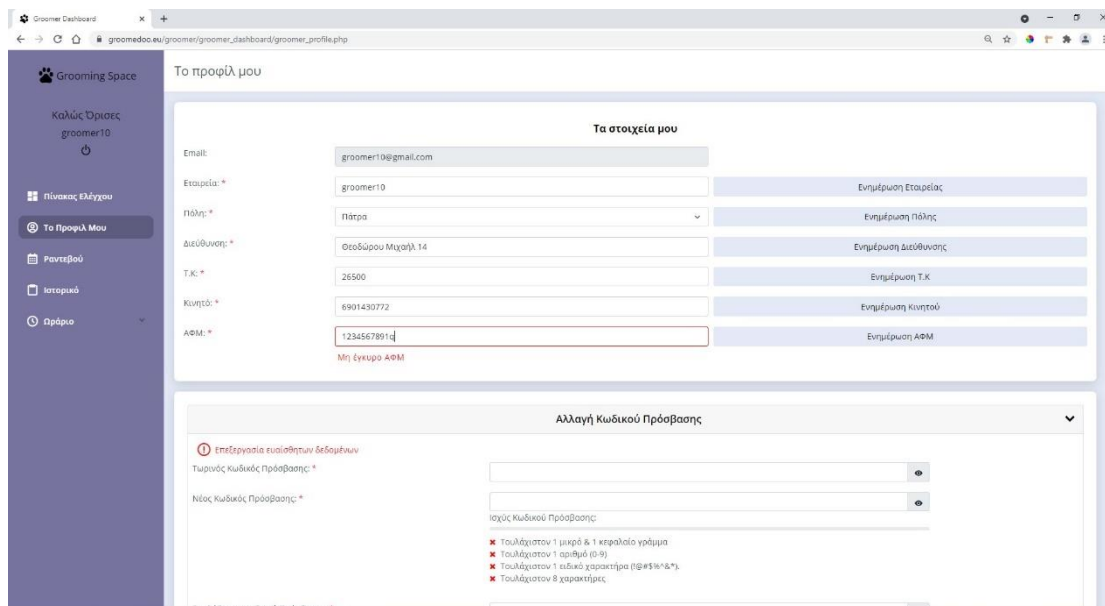 Groomer Dashboard
groomedoo.eu/groomer/groomer_dashboard/groomer_profile.php
Grooming Space
Το προφίλ μου
Καλώς Όρισες
groomer10
Πίνακας Ελέγχου
Το Προφιλ Μου
Ραντεβού
Ιστορικό
Ωράριο
Τα στοιχεία μου
Email:
groomer10@gmail.com
Εταιρεία: *
groomer10
Ενημέρωση Εταιρείας
Πόλη: *
Πάτρα
Ενημέρωση Πόλης
Διεύθυνση: *
Θεοδώρου Μιχαήλ 14
Ενημέρωση Διεύθυνσης
Τ.Κ: *
26500
Ενημέρωση Τ.Κ
Κινητό: *
6901430772
Ενημέρωση Κινητού
ΑΦΜ: *
1234567891q
Ενημέρωση ΑΦΜ
Μη έγκυρο ΑΦΜ
Αλλαγή Κωδικού Πρόσβασης
Επεξεργασία ευαίσθητων δεδομένων
Τωρινός Κωδικός Πρόσβασης: *
Νέος Κωδικός Πρόσβασης: *
Ισχύς Κωδικού Πρόσβασης:
Τουλάχιστον 1 μικρό & 1 κεφαλαίο γράμμα
Τουλάχιστον 1 αριθμό (0-9)
Τουλάχιστον 1 ειδικό χαρακτήρα (!@#$%^&*).
Τουλάχιστον 8 χαρακτήρες